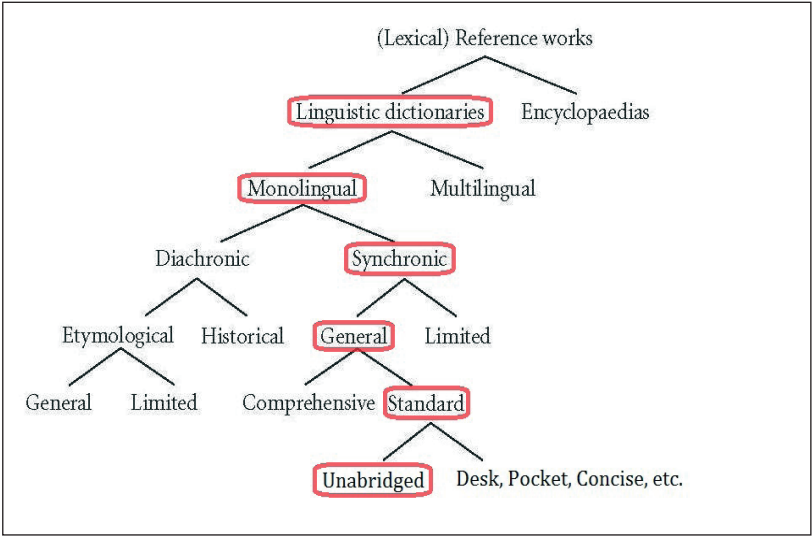 (Lexical) Reference works
Linguistic dictionaries Encyclopaedias
Monolingual Multilingual
Diachronic Synchronic
Etymological Historical General Limited
General Limited Comprehensive Standard
Unabridged Desk, Pocket, Concise, etc.